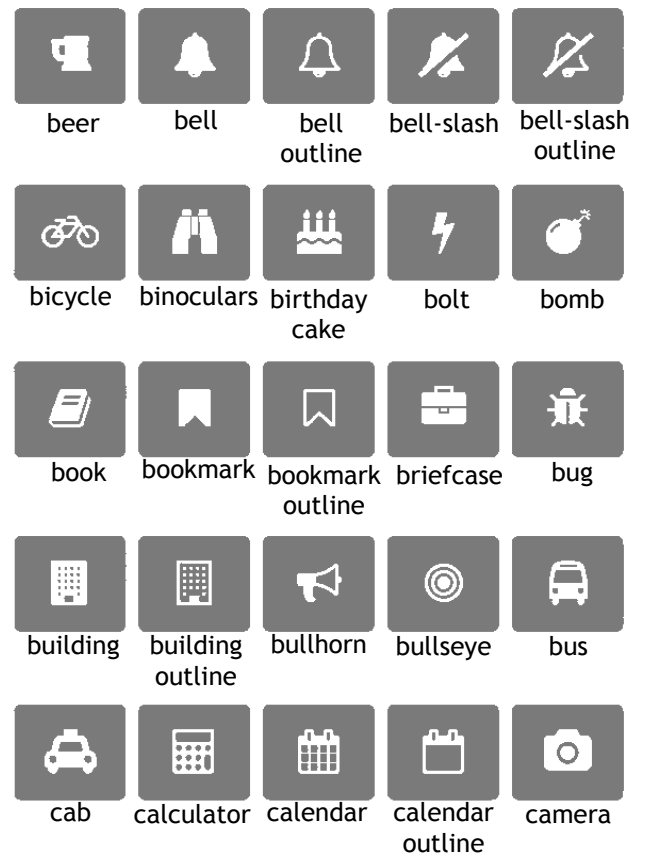 beer
bell
bell
outline
bell-slash
bell-slash
outline
bicycle
binoculars
birthday
cake
bolt
bomb
book
bookmark
bookmark
outline
briefcase
bug
building
building
outline
bullhorn
bullseye
bus
cab
calculator
calendar
calendar
outline
camera